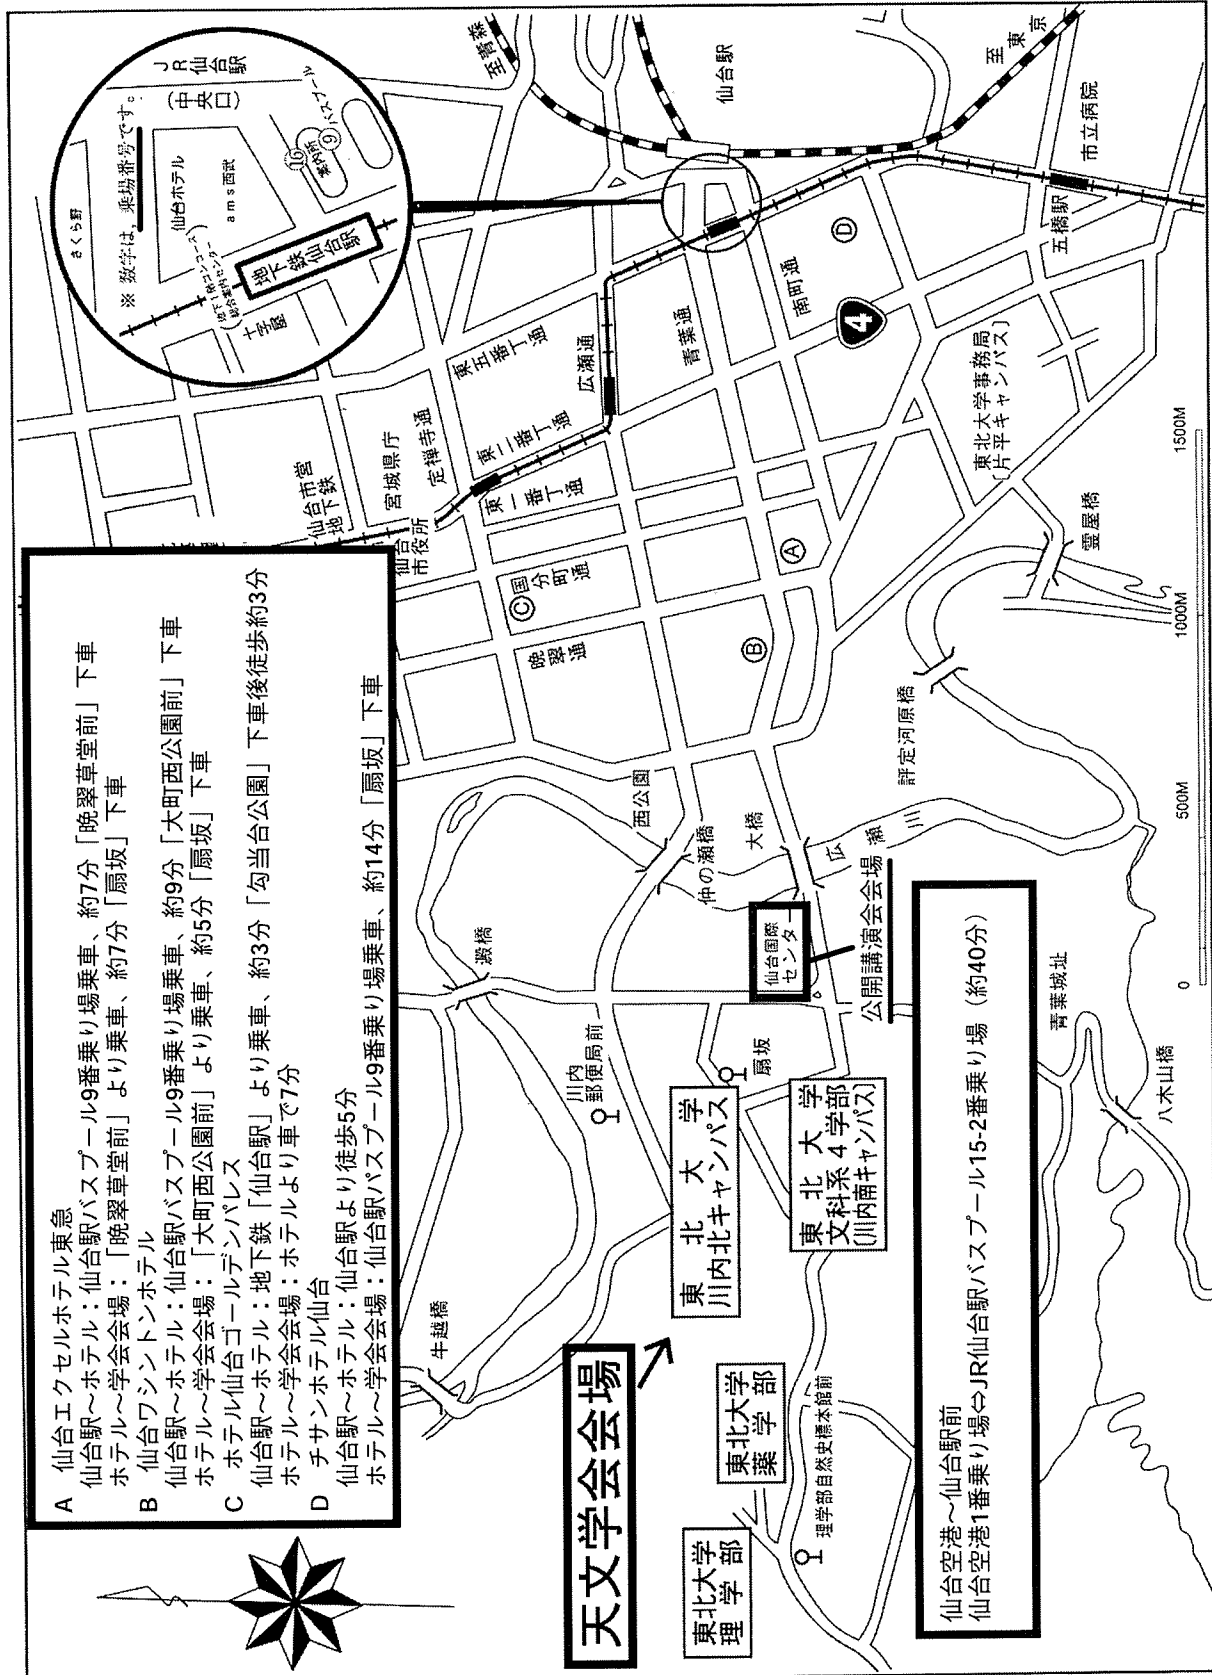 A 仙台エクセルホテル東急
仙台駅～ホテル：仙台駅バスプール9番乗り場乗車、約7分「晩翠草堂前」下車
ホテル～学会会場：「晩翠草堂前」より乗車、約7分「扇坂」下車
B 仙台ワシントンホテル
仙台駅～ホテル：仙台駅バスプール9番乗り場乗車、約9分「大町西公園前」下車
ホテル～学会会場：「大町西公園前」より乗車、約5分「扇坂」下車
C ホテル仙台ゴールデンパレス
仙台駅～ホテル：地下鉄「仙台駅」より乗車、約3分「勾当台公園」下車後徒歩約3分
ホテル～学会会場：ホテルより車で7分
D チサンホテル仙台
仙台駅～ホテル：仙台駅より徒歩5分
ホテル～学会会場：仙台駅バスプール9番乗り場乗車、約14分「扇坂」下車
さくら野
※ 数字は，乗場番号です。
JR仙台駅
(中央口)
仙台ホテル
ams西武
16
案内所
9
バスプール
地下鉄仙台駅
(地下1階コンコース
総合案内センター)
十字屋
至青森
仙台駅
至東京
市立病院
五橋駅
仙台市営
地下鉄
宮城県庁
定禅寺通
仙台
市役所
東五番丁通
東二番丁通
東一番丁通
広瀬通
青葉通
南町通
国分町通
晩翠通
A
B
C
D
4
東北大学事務局
〔片平キャンパス〕
霊屋橋
評定河原橋
西公園
仲の瀬橋
大橋
広瀬川
澱橋
牛越橋
仙台国際
センター
公開講演会会場
川内
郵便局前
扇坂
東北大学
川内北キャンパス
東北大学
文科系4学部
〔川内南キャンパス〕
天文学会会場
東北大学
薬学部
東北大学
理学部
理学部自然史標本館前
青葉城址
八木山橋
仙台空港～仙台駅前
仙台空港1番乗り場⇔JR仙台駅バスプール15-2番乗り場（約40分）
0
500M
1000M
1500M